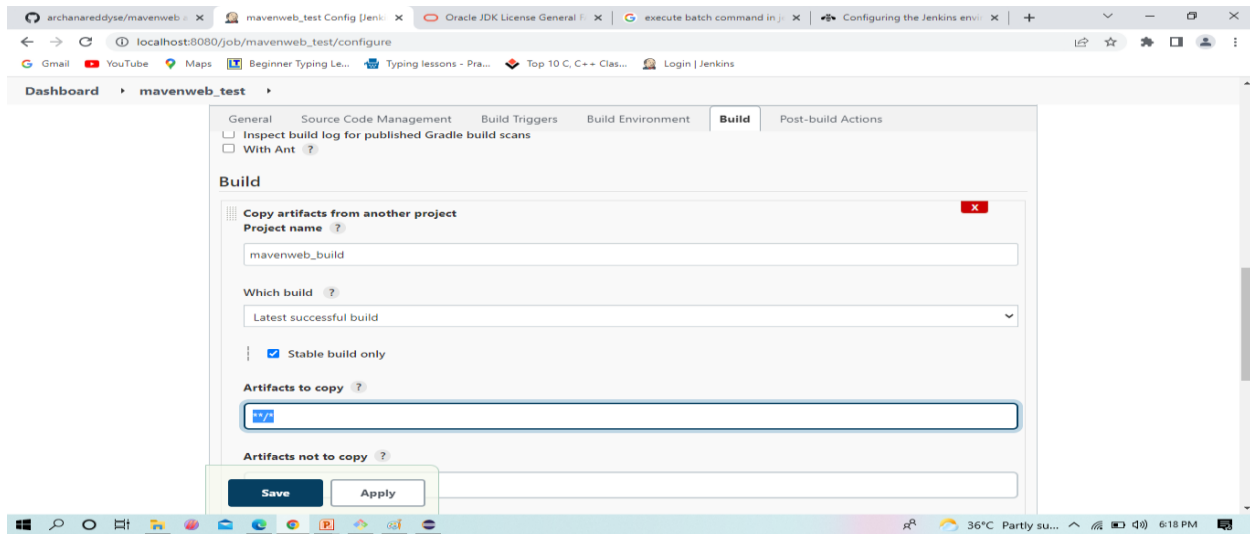 archanareddyse/mavenweb a
mavenweb_test Config [Jenki
Oracle JDK License General F
execute batch command in je
Configuring the Jenkins envir
localhost:8080/job/mavenweb_test/configure
Gmail YouTube Maps Beginner Typing Le... Typing lessons - Pra... Top 10 C, C++ Clas... Login | Jenkins
Dashboard mavenweb_test
General Source Code Management Build Triggers Build Environment Build Post-build Actions
Inspect build log for published Gradle build scans
With Ant ?
Build
Copy artifacts from another project
X
Project name ?
mavenweb_build
Which build ?
Latest successful build
Stable build only
Artifacts to copy ?
**/*
Artifacts not to copy ?
Save Apply
36°C Partly su... 6:18 PM